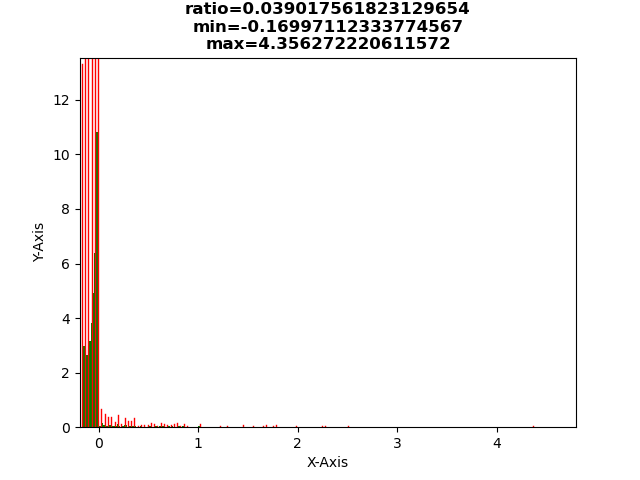 ratio=0.039017561823129654
min=-0.16997112333774567
max=4.356272220611572
12
10
8
6
4
2
0
Y-Axis
0 1 2 3 4
X-Axis